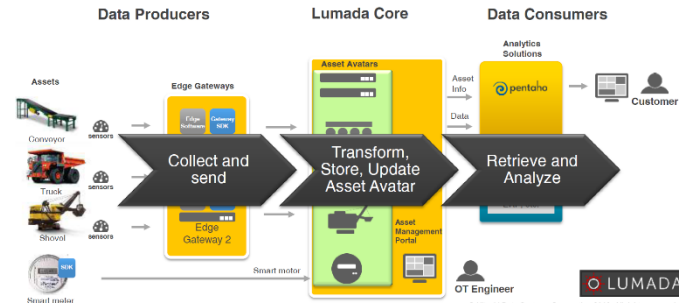 Data Producers
Lumada Core
Data Consumers
Analytics
Solutions
Assets
Edge Gateways
Asset Avatars
Asset
Info
pentaho
Customer
Data
Edge
Software
Gateway
SDK
Conveyor
sensors
Collect and
send
Transform,
Store, Update
Asset Avatar
Retrieve and
Analyze
Truck
sensors
Shovol
sensors
Edge
Gateway 2
Asset
Management
Portal
SDK
Smart motor
OT Engineer
LUMADA
Smart meter